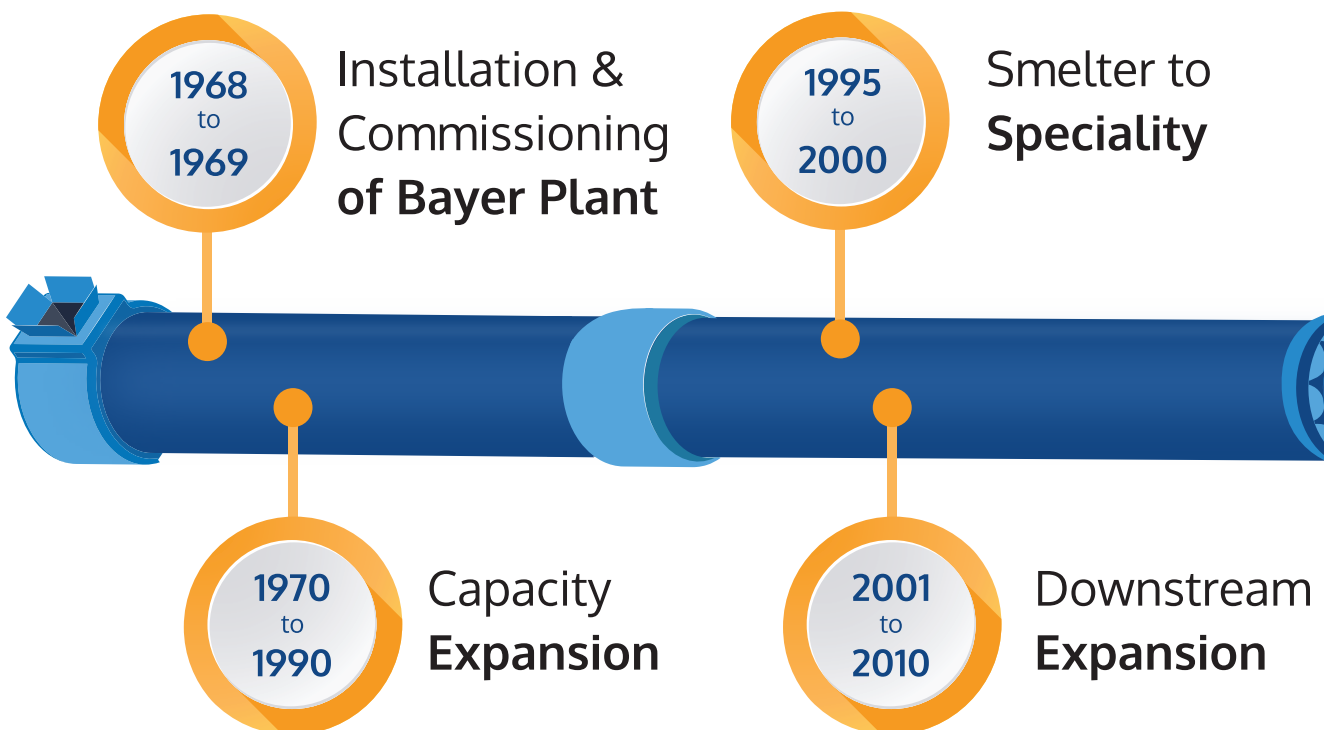 1968
to
1969
Installation &
Commissioning
of Bayer Plant
1995
to
2000
Smelter to
Speciality
1970
to
1990
Capacity
Expansion
2001
to
2010
Downstream
Expansion